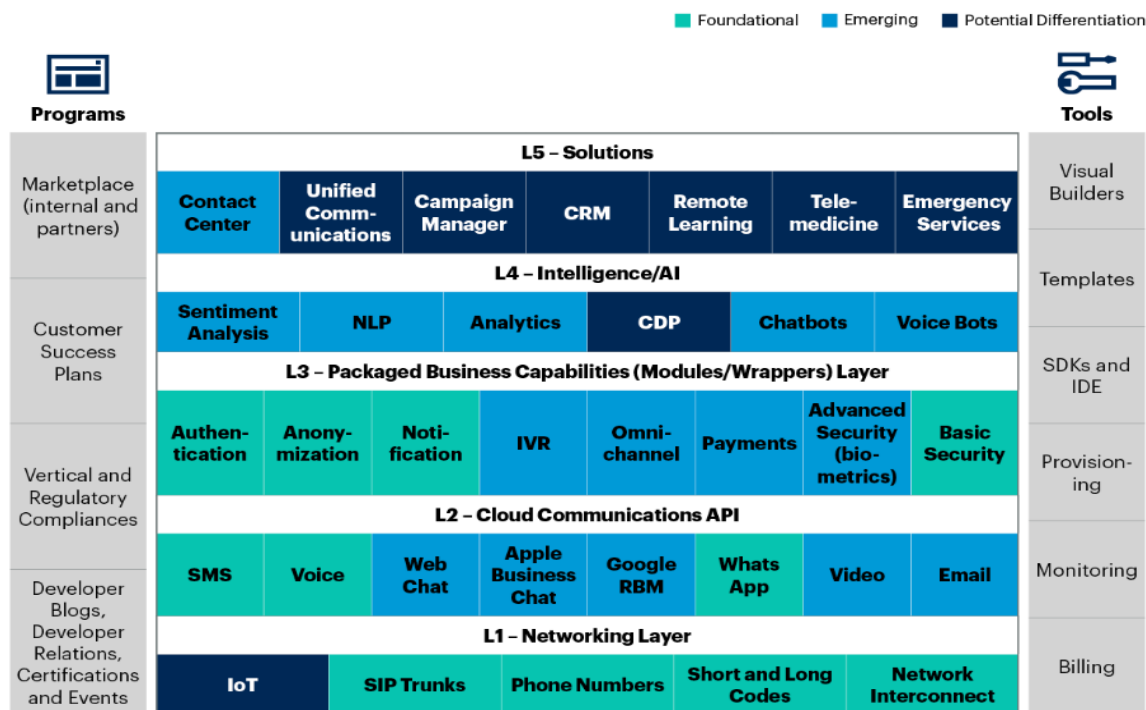 Foundational
Emerging
Potential Differentiation
Programs
Tools
Marketplace
(internal and
partners)
Customer
Success
Plans
Vertical and
Regulatory
Compliances
Developer
Blogs,
Developer
Relations,
Certifications
and Events
L5 – Solutions
Contact
Center
Unified
Comm-
unications
Campaign
Manager
CRM
Remote
Learning
Tele-
medicine
Emergency
Services
L4 – Intelligence/AI
Sentiment
Analysis
NLP
Analytics
CDP
Chatbots
Voice Bots
L3 – Packaged Business Capabilities (Modules/Wrappers) Layer
Authen-
tication
Anony-
mization
Noti-
fication
IVR
Omni-
channel
Payments
Advanced
Security
(bio-
metrics)
Basic
Security
L2 – Cloud Communications API
SMS
Voice
Web
Chat
Apple
Business
Chat
Google
RBM
Whats
App
Video
Email
L1 – Networking Layer
IoT
SIP Trunks
Phone Numbers
Short and Long
Codes
Network
Interconnect
Visual
Builders
Templates
SDKs and
IDE
Provision-
ing
Monitoring
Billing